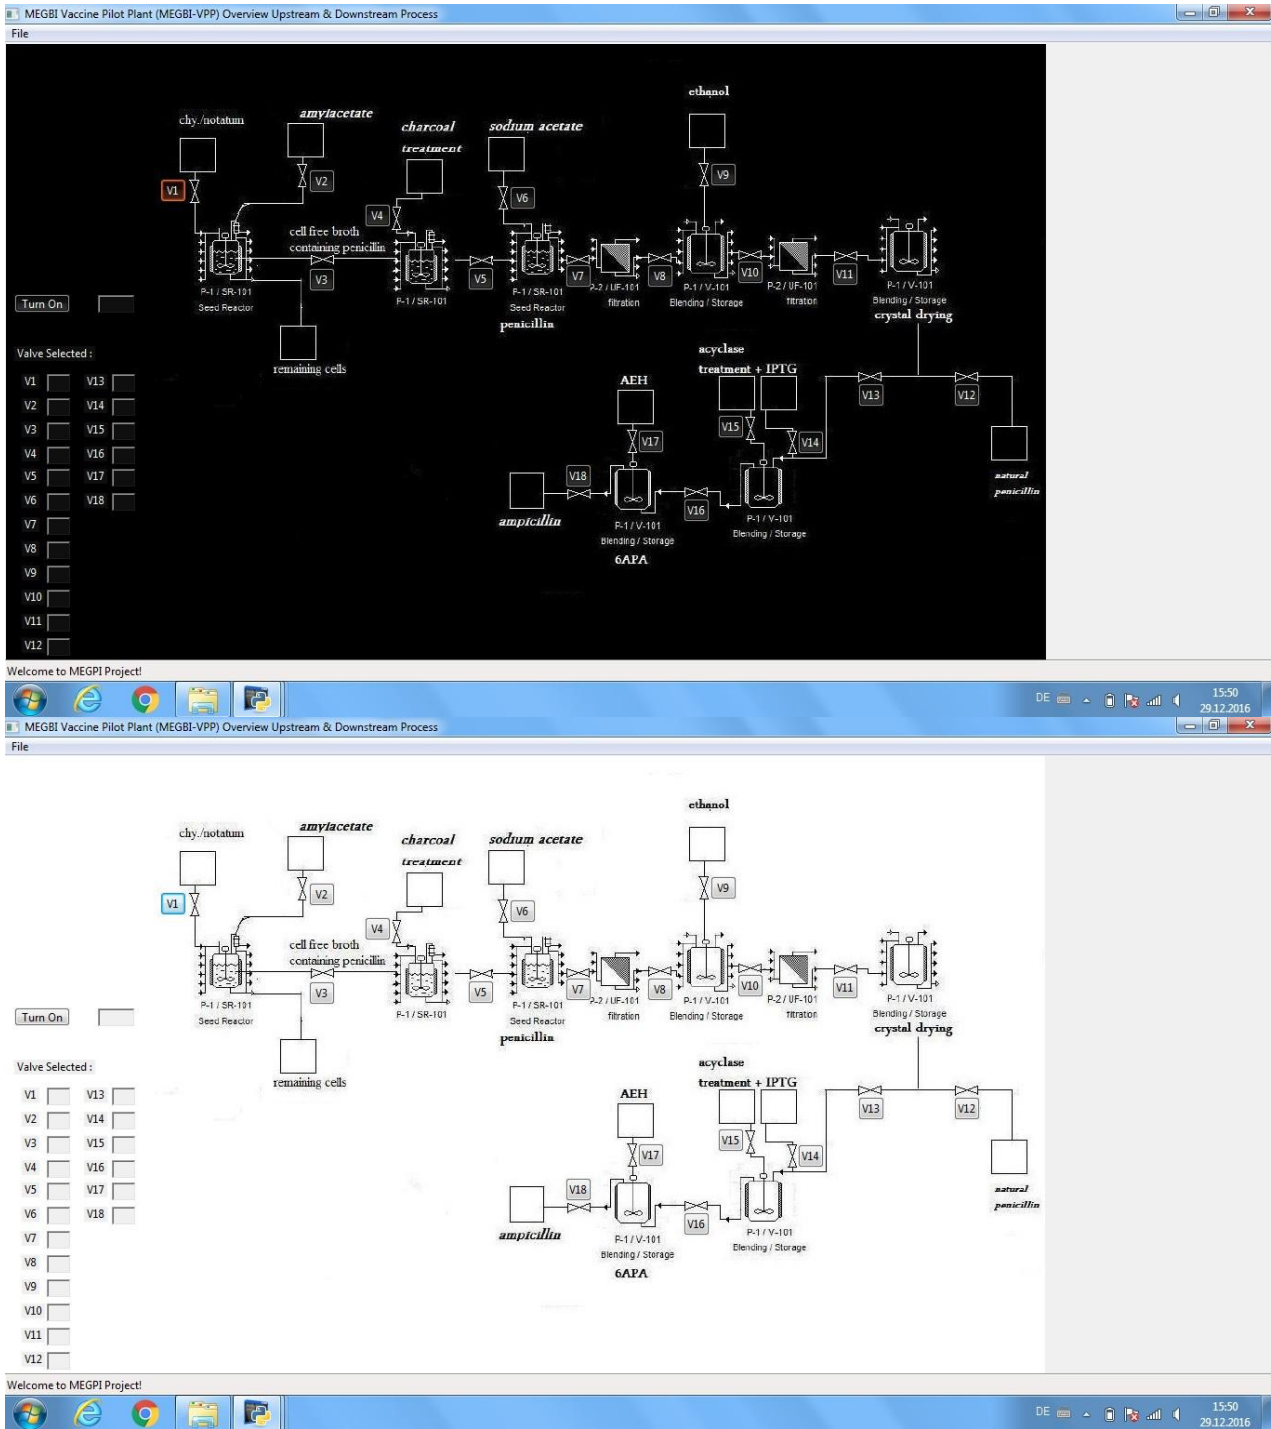 MEGBI Vaccine Pilot Plant (MEGBI-VPP) Overview Upstream & Downstream Process
File
ethanol
chy./notatum
amylacetate
charcoal
treatment
sodium acetate
V1
V2
V4
V6
V9
cell free broth
containing penicillin
V3
V5
V7
V8
V10
V11
P-1 / SR-101
Seed Reactor
P-1 / SR-101
P-1 / SR-101
Seed Reactor
penicillin
P-2 / UF-101
filtration
P-1 / V-101
Blending / Storage
P-2 / UF-101
filtration
P-1 / V-101
Blending / Storage
crystal drying
Turn On
remaining cells
Valve Selected :
V1 V13
V2 V14
V3 V15
V4 V16
V5 V17
V6 V18
V7
V8
V9
V10
V11
V12
acyclase
treatment + IPTG
AEH
V13
V12
V15
V14
V17
V18
V16
natural
penicillin
ampicillin
P-1 / V-101
Blending / Storage
6APA
P-1 / V-101
Blending / Storage
Welcome to MEGPI Project!
DE
15:50
29.12.2016
MEGBI Vaccine Pilot Plant (MEGBI-VPP) Overview Upstream & Downstream Process
File
ethanol
chy./notatum
amylacetate
charcoal
treatment
sodium acetate
V1
V2
V4
V6
V9
cell free broth
containing penicillin
V3
V5
V7
V8
V10
V11
P-1 / SR-101
Seed Reactor
P-1 / SR-101
P-1 / SR-101
Seed Reactor
penicillin
P-2 / UF-101
filtration
P-1 / V-101
Blending / Storage
P-2 / UF-101
filtration
P-1 / V-101
Blending / Storage
crystal drying
Turn On
remaining cells
Valve Selected :
V1 V13
V2 V14
V3 V15
V4 V16
V5 V17
V6 V18
V7
V8
V9
V10
V11
V12
acyclase
treatment + IPTG
AEH
V13
V12
V15
V14
V17
V18
V16
natural
penicillin
ampicillin
P-1 / V-101
Blending / Storage
6APA
P-1 / V-101
Blending / Storage
Welcome to MEGPI Project!
DE
15:50
29.12.2016